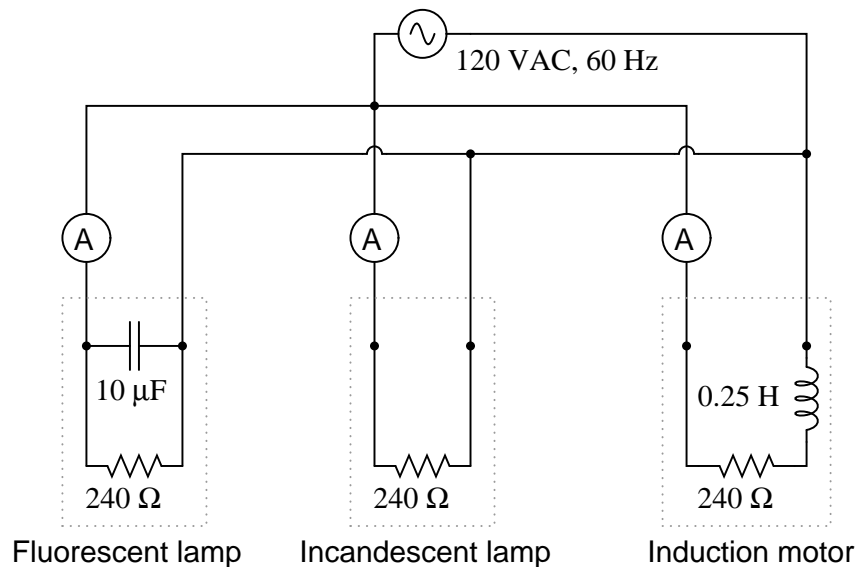 120 VAC, 60 Hz
A
A
A
10 μF
0.25 H
240 Ω
240 Ω
240 Ω
Fluorescent lamp
Incandescent lamp
Induction motor